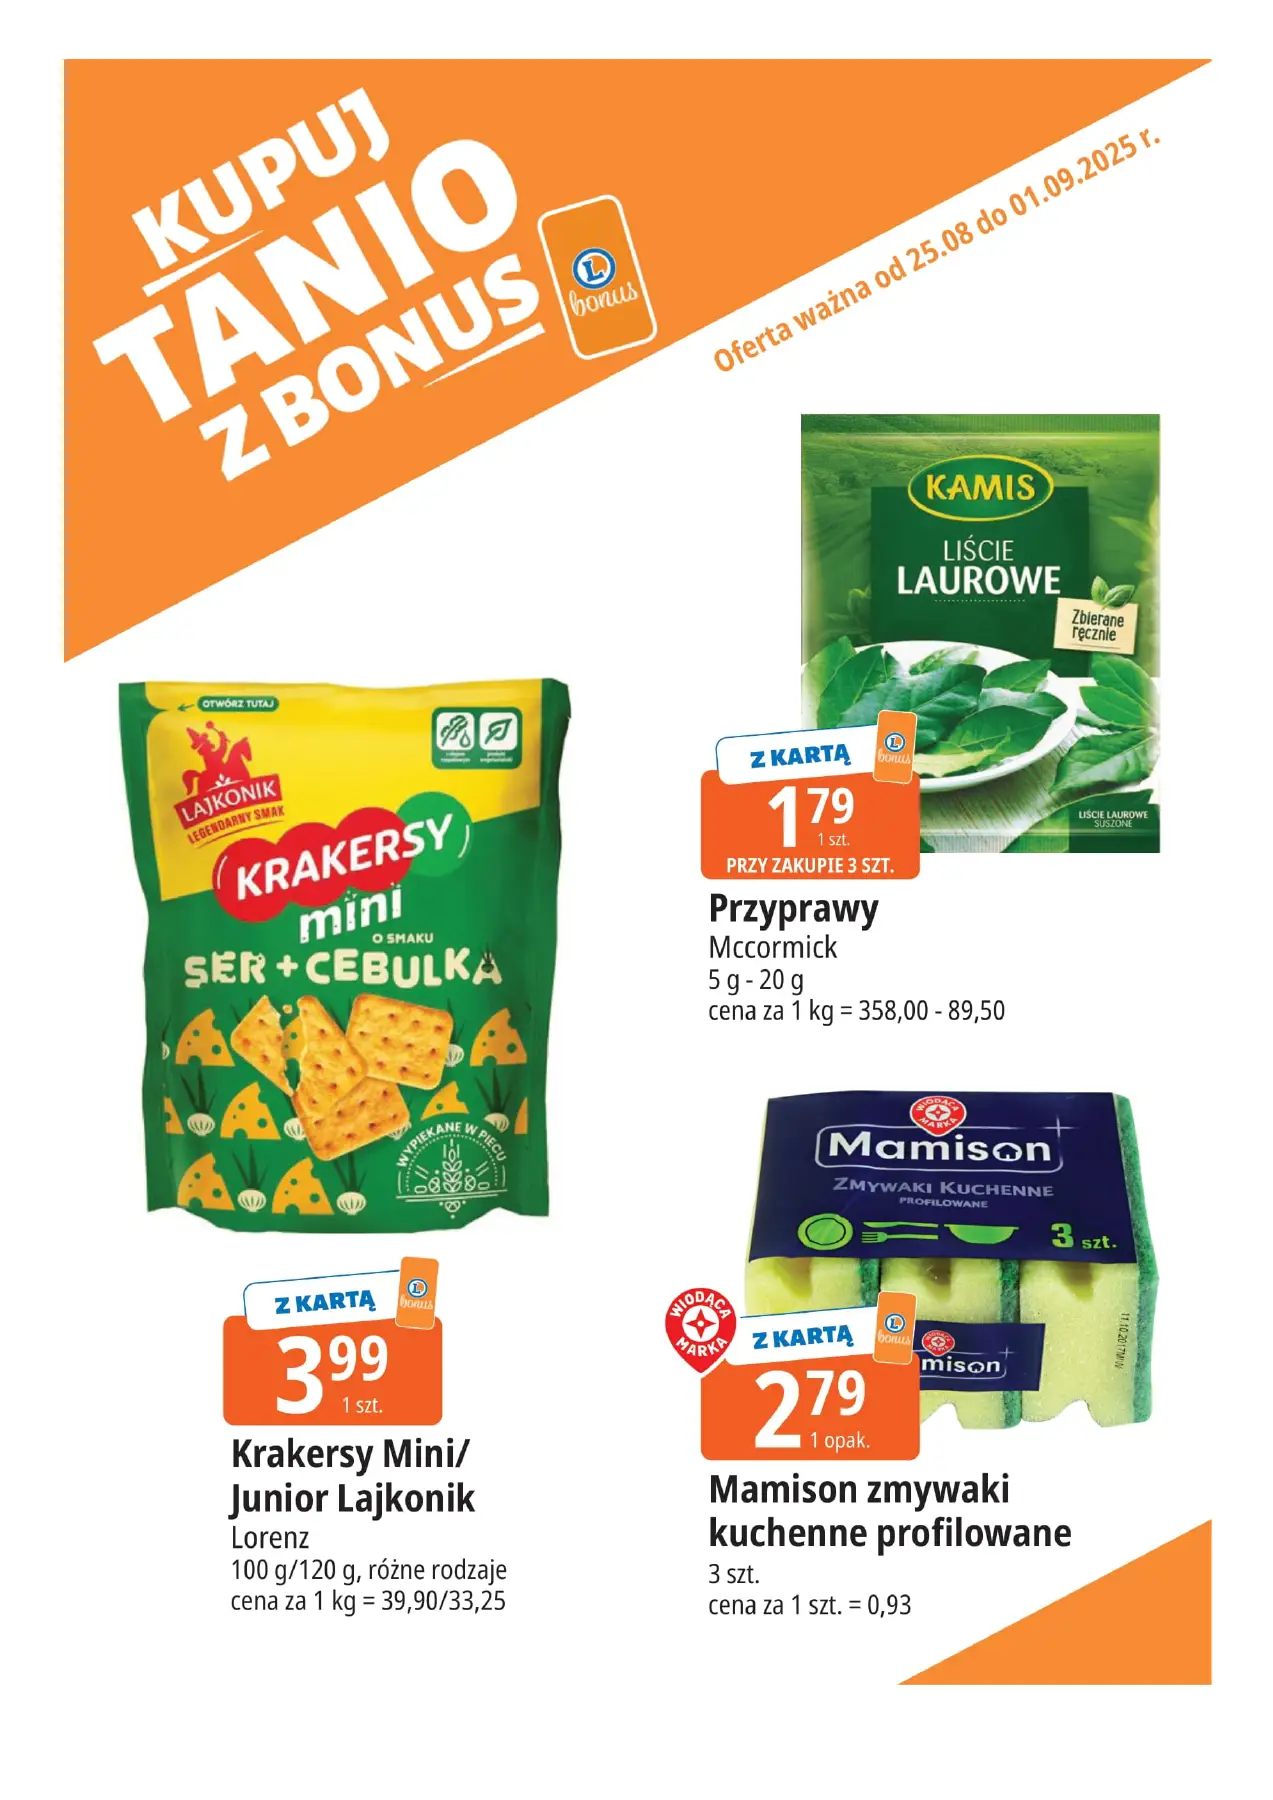 KUPUJ
TANIO
Z BONUS
L
bonus
Oferta ważna od 25.08 do 01.09.2025 r.
KAMIS
LIŚCIE
LAUROWE
Zbierane
ręcznie
LIŚCIE LAUROWE
SUSZONE
Z KARTĄ
L
bonus
1 79
1 szt.
PRZY ZAKUPIE 3 SZT.
Przyprawy
Mccormick
5 g - 20 g
cena za 1 kg = 358,00 - 89,50
OTWÓRZ TUTAJ
LAJKONIK
LEGENDARNY SMAK
KRAKERSY
mini
O SMAKU
SER + CEBULKA
WYPIEKANE W PIECU
Z KARTĄ
L
bonus
3 99
1 szt.
Krakersy Mini/
Junior Lajkonik
Lorenz
100 g/120 g, różne rodzaje
cena za 1 kg = 39,90/33,25
WIODĄCA
MARKA
Mamison
ZMYWAKI KUCHENNE
PROFILOWANE
3 szt.
mison
11.10.2017M/W
WIODĄCA
MARKA
Z KARTĄ
L
bonus
2 79
1 opak.
Mamison zmywaki
kuchenne profilowane
3 szt.
cena za 1 szt. = 0,93